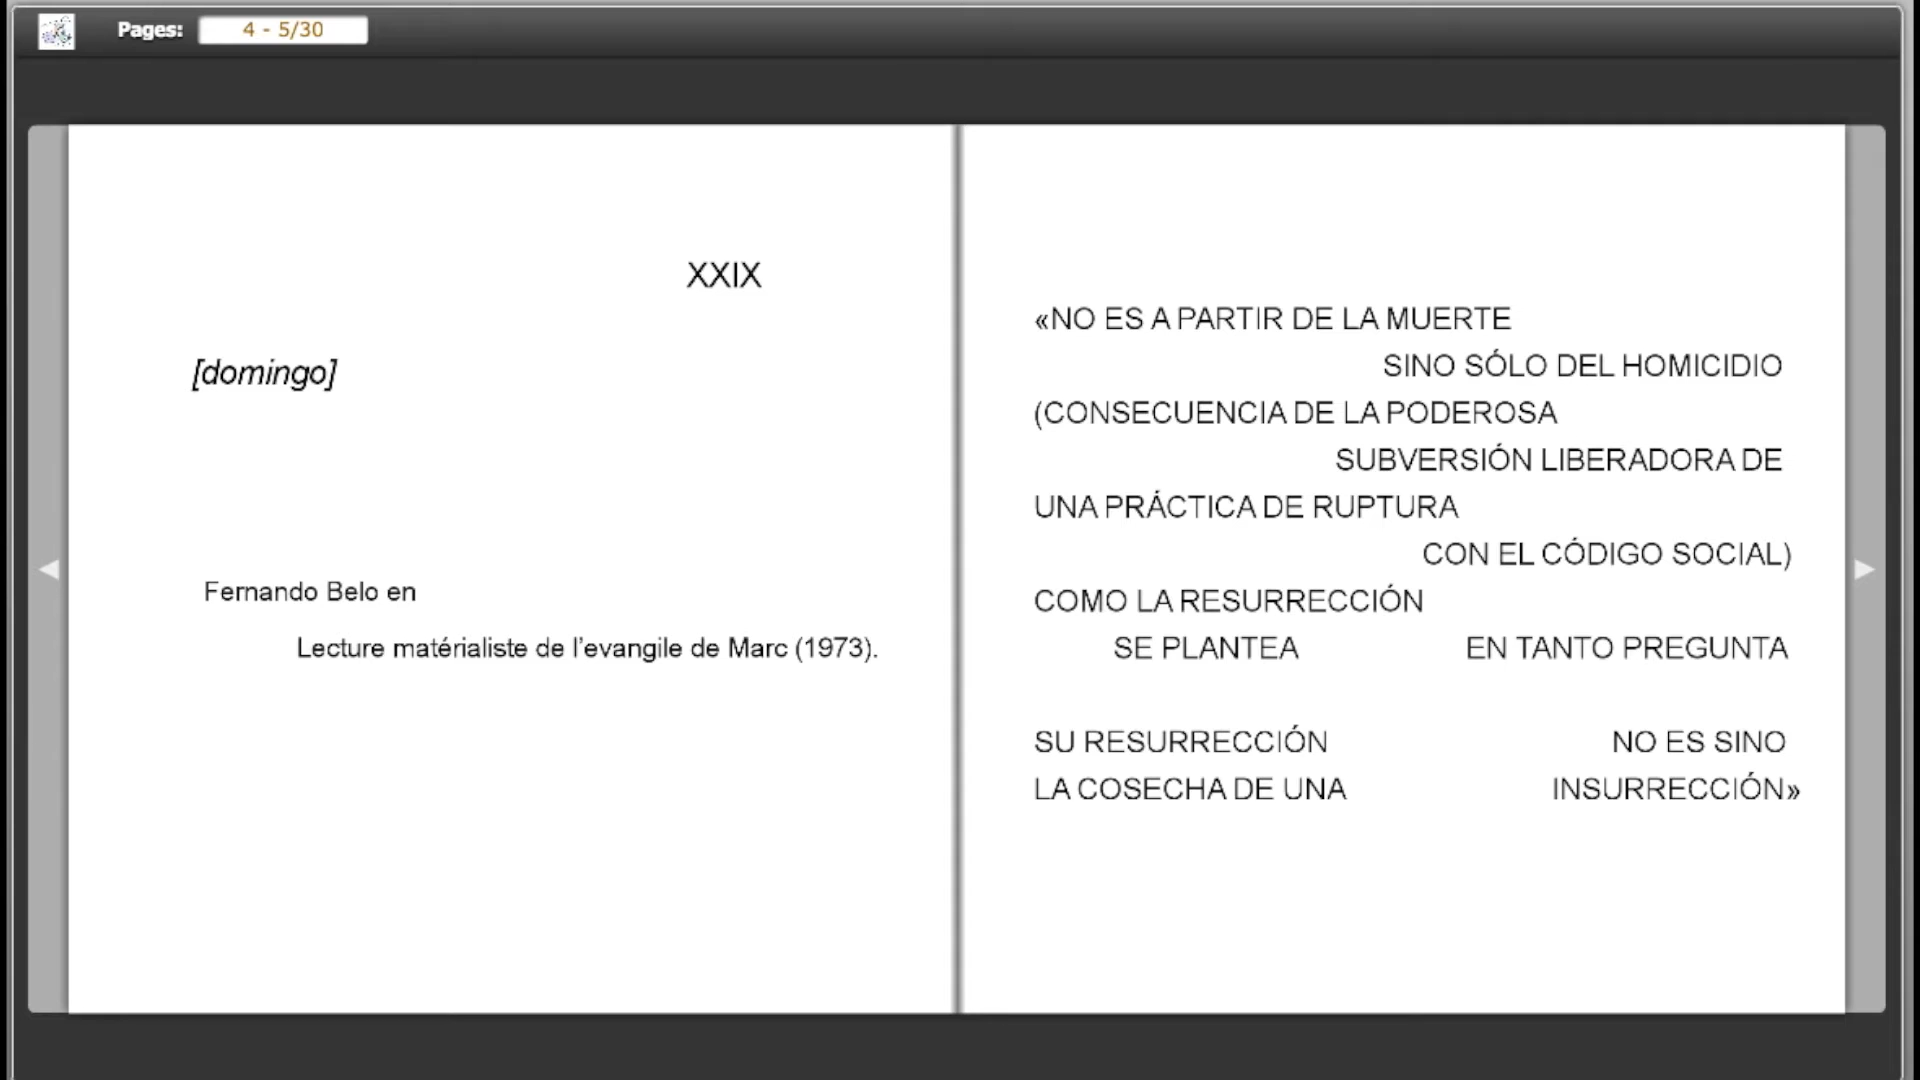 Pages: 4 - 5/30
XXIX
[domingo]
Fernando Belo en
Lecture matérialiste de l’evangile de Marc (1973).
«NO ES A PARTIR DE LA MUERTE
SINO SÓLO DEL HOMICIDIO
(CONSECUENCIA DE LA PODEROSA
SUBVERSIÓN LIBERADORA DE
UNA PRÁCTICA DE RUPTURA
CON EL CÓDIGO SOCIAL)
COMO LA RESURRECCIÓN
SE PLANTEA EN TANTO PREGUNTA
SU RESURRECCIÓN NO ES SINO
LA COSECHA DE UNA INSURRECCIÓN»